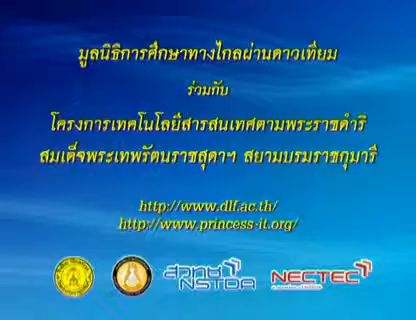 มูลนิธิการศึกษาทางไกลผ่านดาวเทียม
ร่วมกับ
โครงการเทคโนโลยีสารสนเทศตามพระราชดำริ
สมเด็จพระเทพรัตนราชสุดาฯ สยามบรมราชกุมารี
http://www.dlf.ac.th/
http://www.princess-it.org/
สวทช
NSTDA
NECTEC